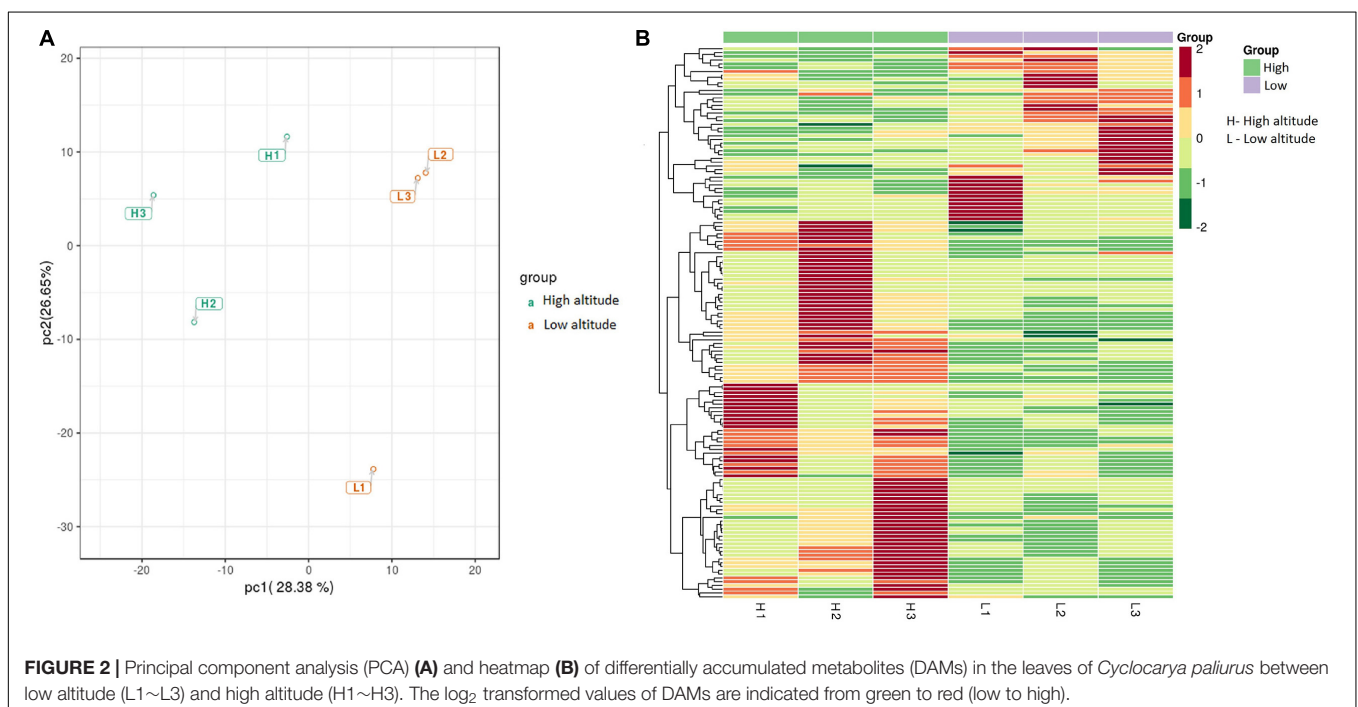 A
20
10
0
-10
-20
-30
pc2(26.65%)
-20
-10
0
10
20
pc1( 28.38 %)
H1
H3
H2
L2
L3
L1
group
a High altitude
a Low altitude
B
Group
2
1
0
-1
-2
Group
High
Low
H- High altitude
L - Low altitude
H1
H2
H3
L1
L2
L3
FIGURE 2 | Principal component analysis (PCA) (A) and heatmap (B) of differentially accumulated metabolites (DAMs) in the leaves of Cyclocarya paliurus between
low altitude (L1~L3) and high altitude (H1~H3). The log₂ transformed values of DAMs are indicated from green to red (low to high).